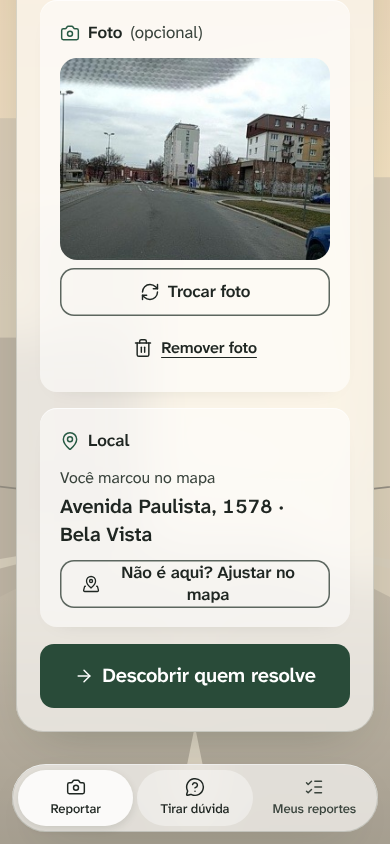 Foto (opcional)
Trocar foto
Remover foto
Local
Você marcou no mapa
Avenida Paulista, 1578 ·
Bela Vista
Não é aqui? Ajustar no
mapa
Descobrir quem resolve
Reportar
Tirar dúvida
Meus reportes